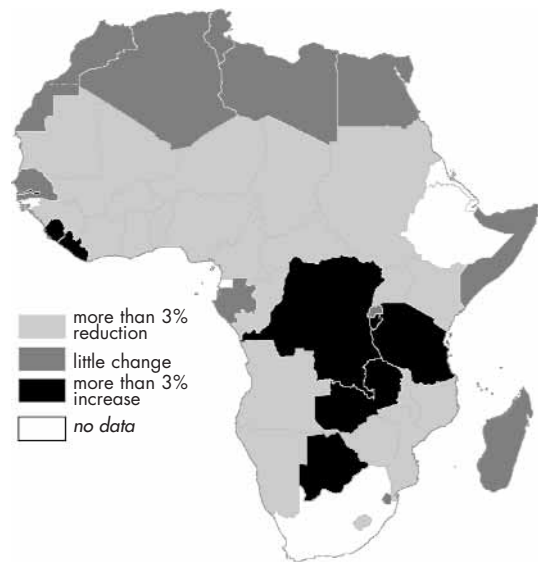 more than 3%
reduction
little change
more than 3%
increase
no data